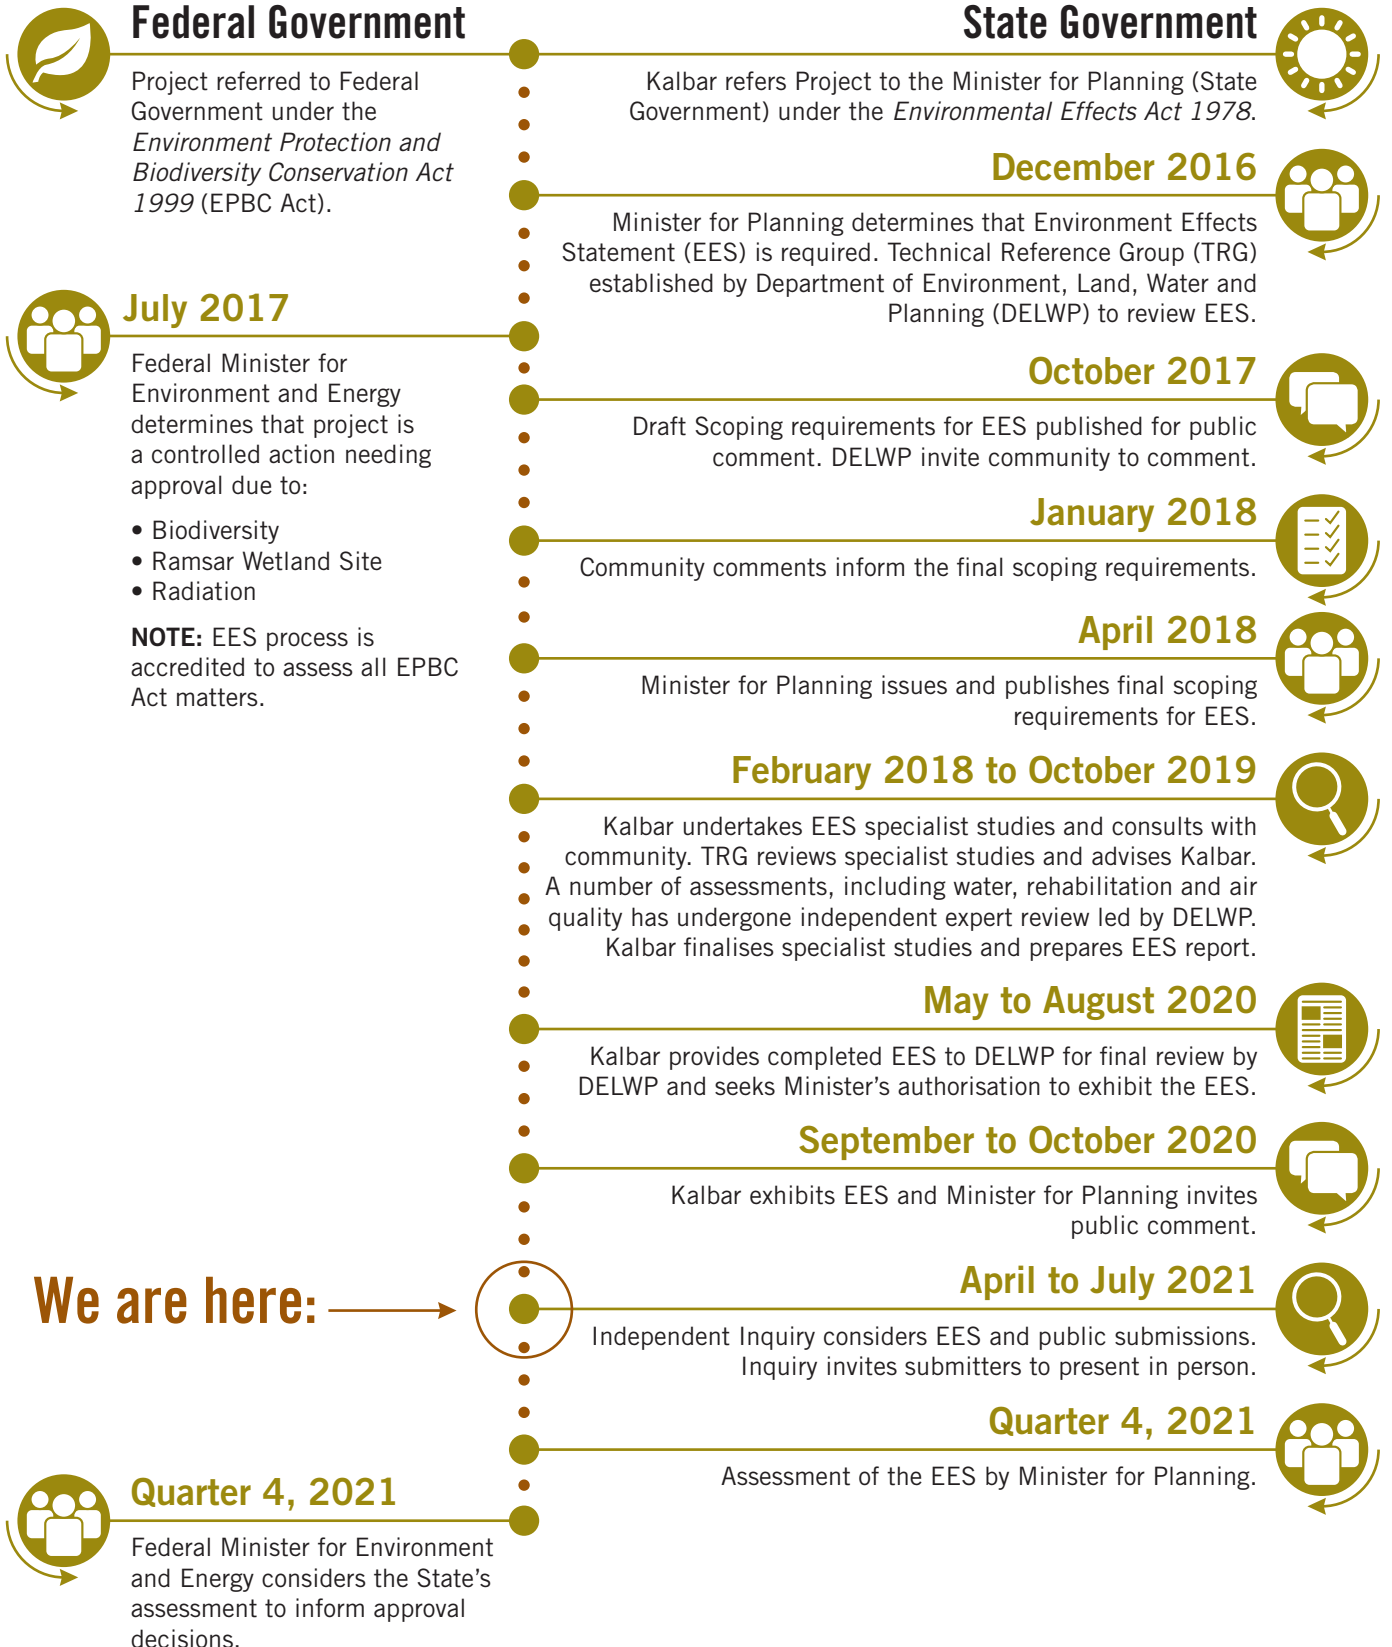 Federal Government
Project referred to Federal
Government under the
Environment Protection and
Biodiversity Conservation Act
1999 (EPBC Act).
July 2017
Federal Minister for
Environment and Energy
determines that project is
a controlled action needing
approval due to:
• Biodiversity
• Ramsar Wetland Site
• Radiation
NOTE: EES process is
accredited to assess all EPBC
Act matters.
We are here:
Quarter 4, 2021
Federal Minister for Environment
and Energy considers the State’s
assessment to inform approval
decisions.
State Government
Kalbar refers Project to the Minister for Planning (State
Government) under the Environmental Effects Act 1978.
December 2016
Minister for Planning determines that Environment Effects
Statement (EES) is required. Technical Reference Group (TRG)
established by Department of Environment, Land, Water and
Planning (DELWP) to review EES.
October 2017
Draft Scoping requirements for EES published for public
comment. DELWP invite community to comment.
January 2018
Community comments inform the final scoping requirements.
April 2018
Minister for Planning issues and publishes final scoping
requirements for EES.
February 2018 to October 2019
Kalbar undertakes EES specialist studies and consults with
community. TRG reviews specialist studies and advises Kalbar.
A number of assessments, including water, rehabilitation and air
quality has undergone independent expert review led by DELWP.
Kalbar finalises specialist studies and prepares EES report.
May to August 2020
Kalbar provides completed EES to DELWP for final review by
DELWP and seeks Minister’s authorisation to exhibit the EES.
September to October 2020
Kalbar exhibits EES and Minister for Planning invites
public comment.
April to July 2021
Independent Inquiry considers EES and public submissions.
Inquiry invites submitters to present in person.
Quarter 4, 2021
Assessment of the EES by Minister for Planning.